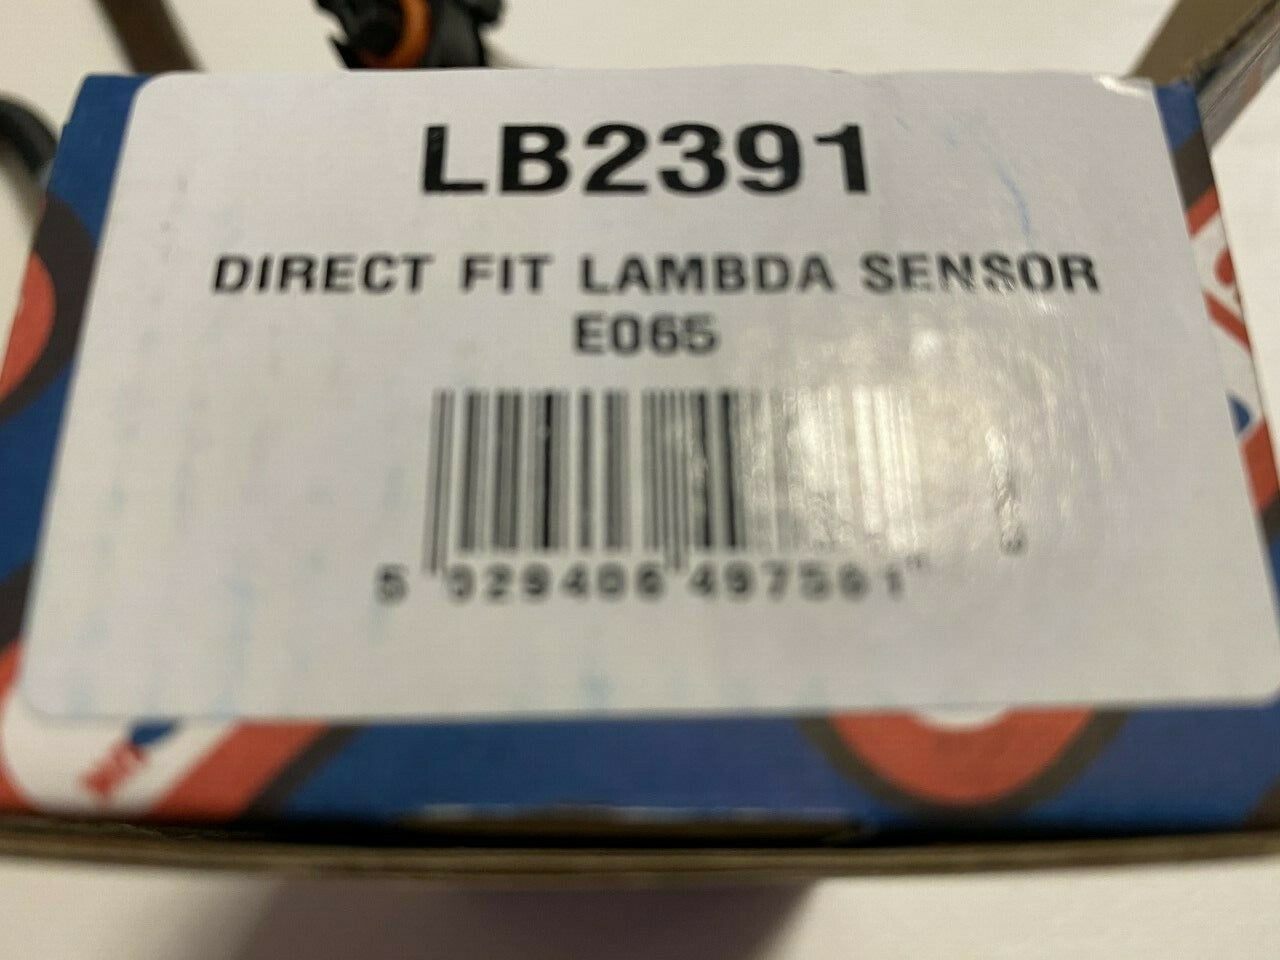 LB2391
DIRECT FIT LAMBDA SENSOR
E065
5 029406 497561